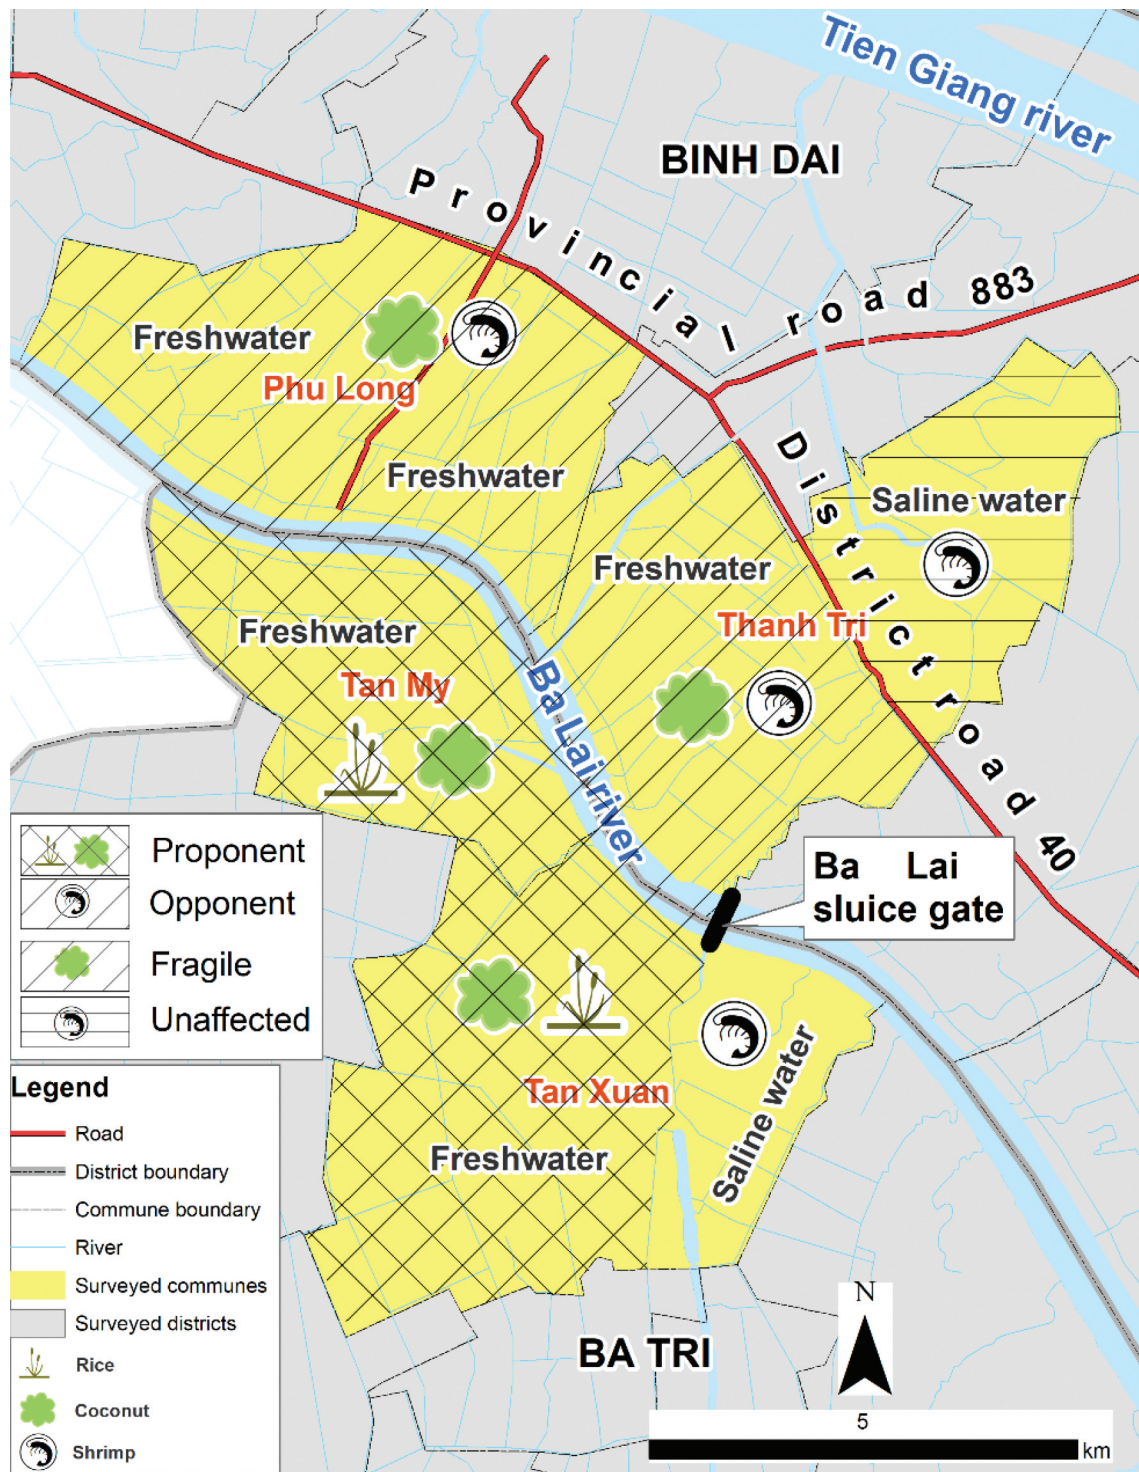 Tien Giang river
BINH DAI
Provincial road 883
Freshwater
Phu Long
Freshwater
District road 40
Saline water
Freshwater
Thanh Tri
Freshwater
Tan My
Ba Lai river
Ba Lai
sluice gate
Proponent
Opponent
Fragile
Unaffected
Tan Xuan
Saline water
Freshwater
Legend
Road
District boundary
Commune boundary
River
Surveyed communes
Surveyed districts
Rice
Coconut
Shrimp
BA TRI
N
5
km